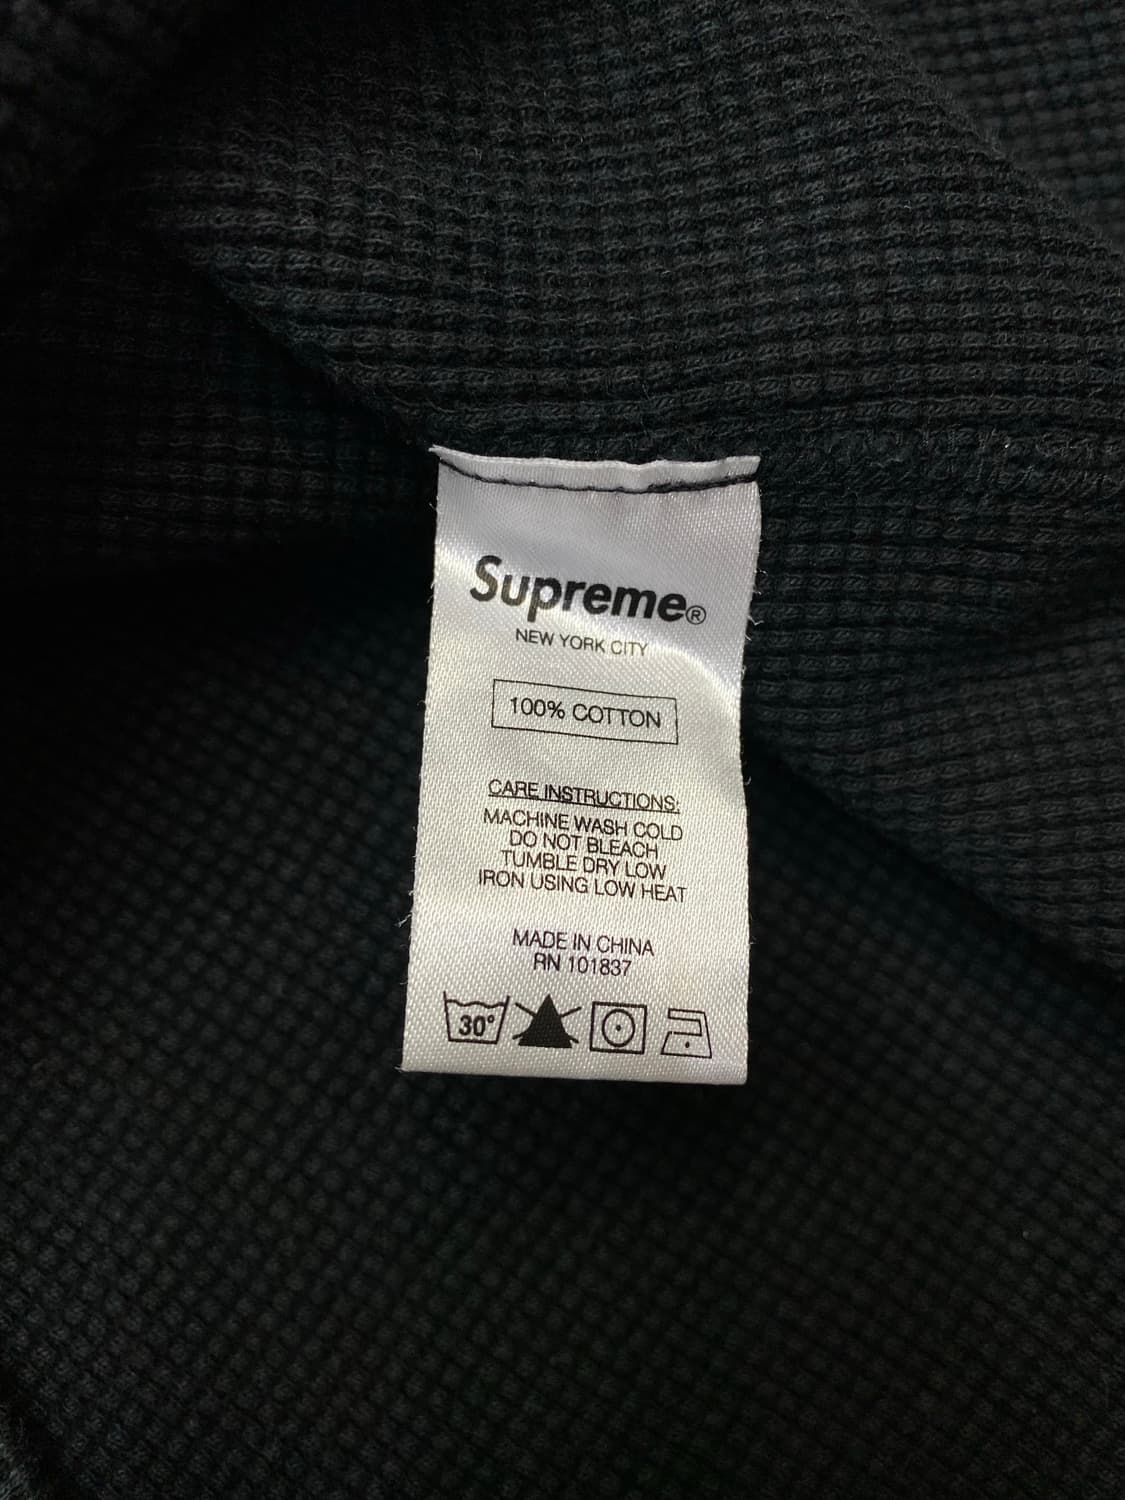 Supreme®
NEW YORK CITY
100% COTTON
CARE INSTRUCTIONS:
MACHINE WASH COLD
DO NOT BLEACH
TUMBLE DRY LOW
IRON USING LOW HEAT
MADE IN CHINA
RN 101837
30°